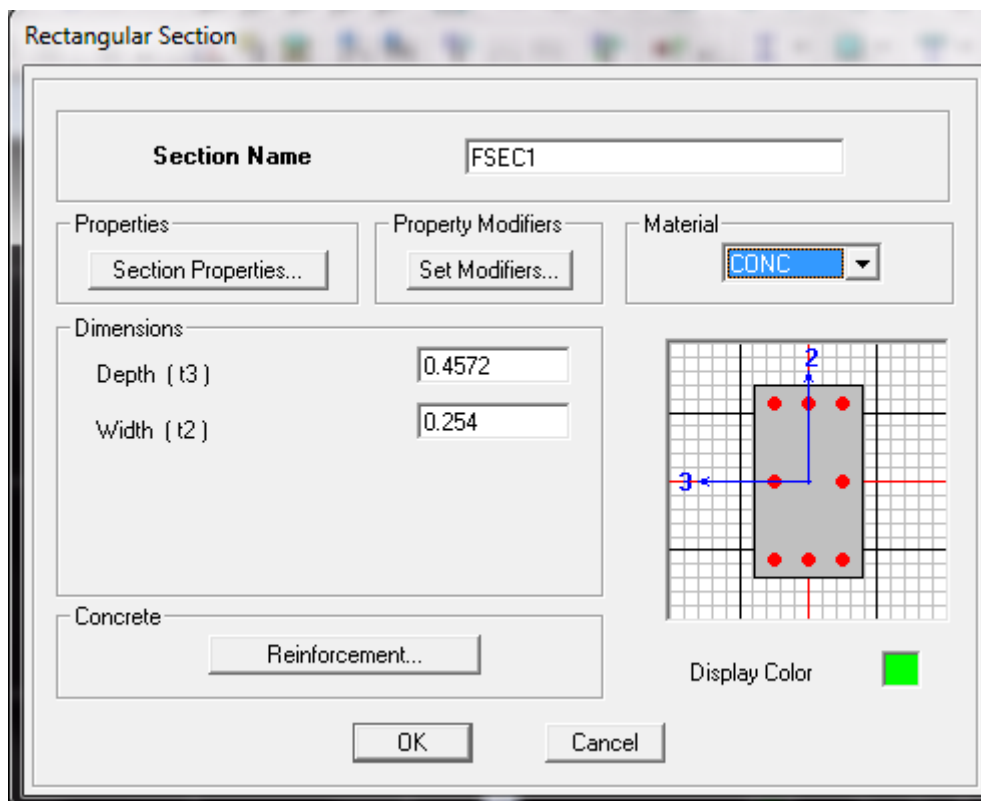 Rectangular Section
Section Name
FSEC1
Properties
Section Properties...
Property Modifiers
Set Modifiers...
Material
CONC
Dimensions
Depth ( t3 )
0.4572
Width ( t2 )
0.254
2
3
Concrete
Reinforcement...
Display Color
OK
Cancel